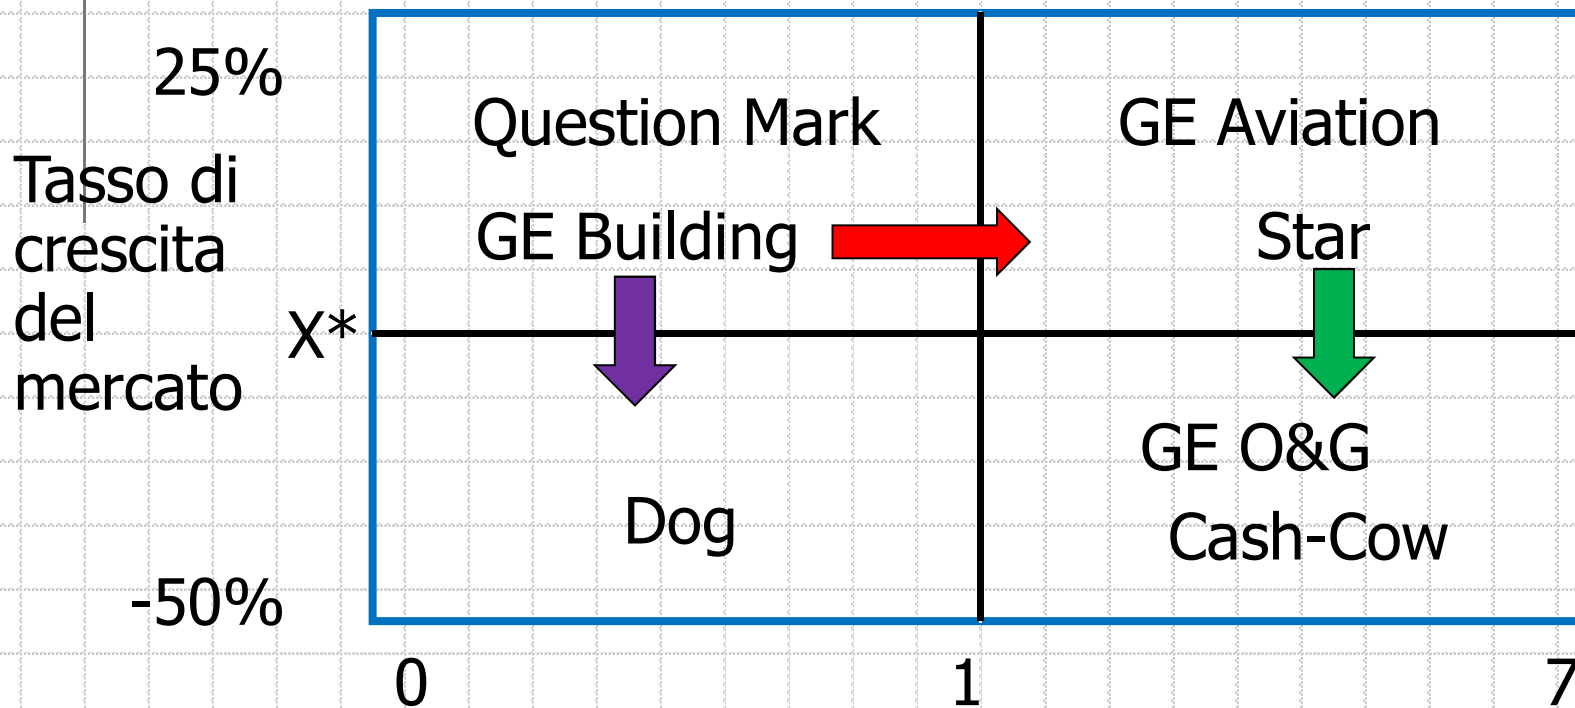 25%
Question Mark
GE Aviation
Tasso di
crescita
del
mercato
GE Building
Star
X*
GE O&G
Dog
Cash-Cow
-50%
0
1
7